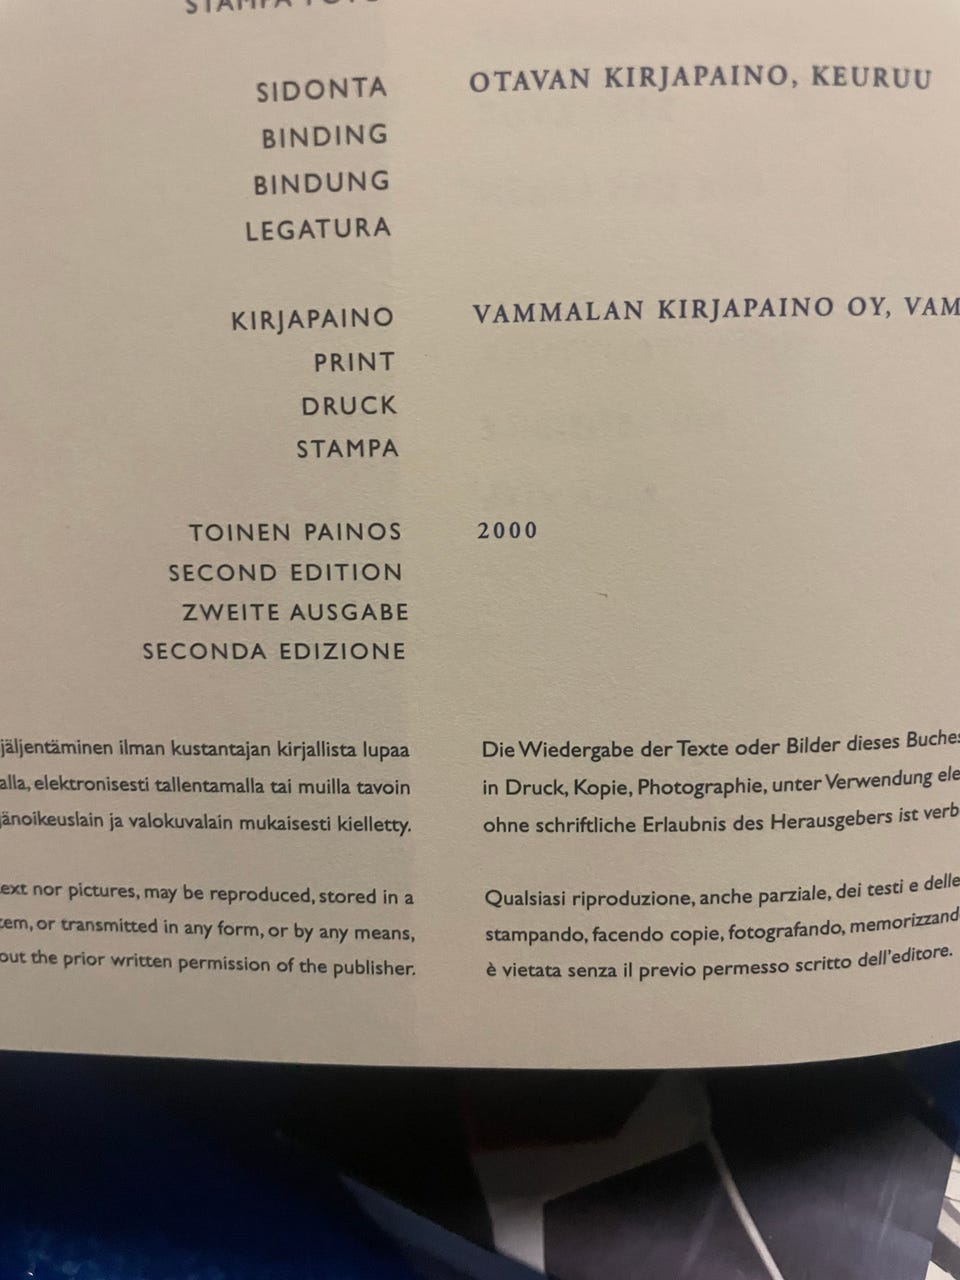 SIDONTA OTAVAN KIRJAPAINO, KEURUU
BINDING
BINDUNG
LEGATURA
KIRJAPAINO VAMMALAN KIRJAPAINO OY, VAM
PRINT
DRUCK
STAMPA
TOINEN PAINOS 2000
SECOND EDITION
ZWEITE AUSGABE
SECONDA EDIZIONE
jäljentäminen ilman kustantajan kirjallista lupaa
alla, elektronisesti tallentamalla tai muilla tavoin
jänoikeuslain ja valokuvalain mukaisesti kielletty.
ext nor pictures, may be reproduced, stored in a
tem, or transmitted in any form, or by any means,
out the prior written permission of the publisher.
Die Wiedergabe der Texte oder Bilder dieses Buches
in Druck, Kopie, Photographie, unter Verwendung ele
ohne schriftliche Erlaubnis des Herausgebers ist verb
Qualsiasi riproduzione, anche parziale, dei testi e delle
stampando, facendo copie, fotografando, memorizzand
è vietata senza il previo permesso scritto dell'editore.